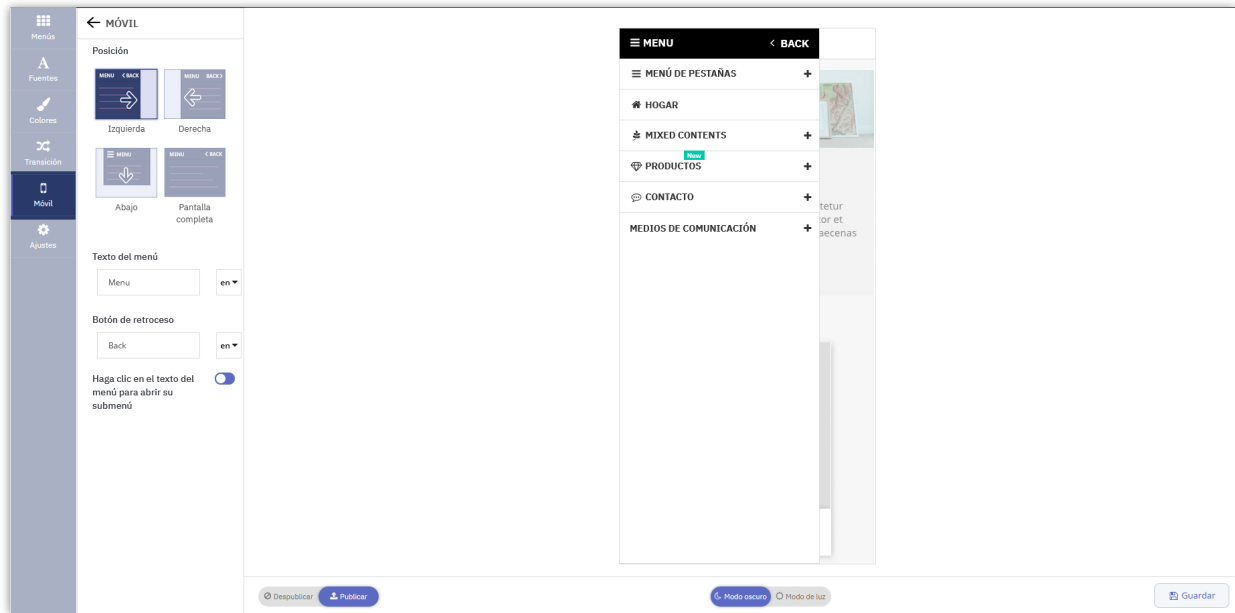 Menús
Fuentes
Colores
Transición
Móvil
Ajustes
MÓVIL
Posición
MENU < BACK
MENU BACK >
Izquierda
Derecha
MENU
MENU < BACK
Abajo
Pantalla
completa
Texto del menú
Menu
en
Botón de retroceso
Back
en
Haga clic en el texto del
menú para abrir su
submenú
MENU < BACK
MENÚ DE PESTAÑAS +
HOGAR
MIXED CONTENTS +
New
PRODUCTOS +
CONTACTO +
MEDIOS DE COMUNICACIÓN +
tetur
or et
aecenas
Despublicar
Publicar
Modo oscuro
Modo de luz
Guardar